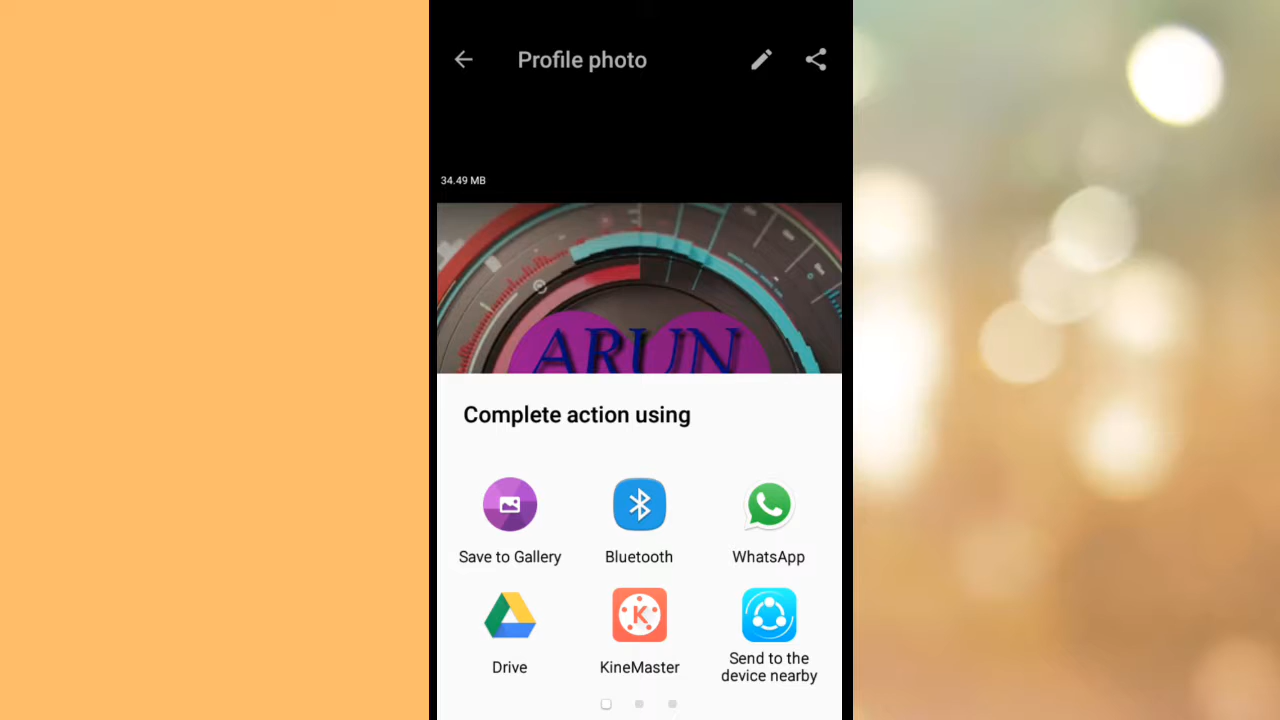 Profile photo
34.49 MB
ARUN
Complete action using
Save to Gallery
Bluetooth
WhatsApp
Drive
KineMaster
Send to the
device nearby